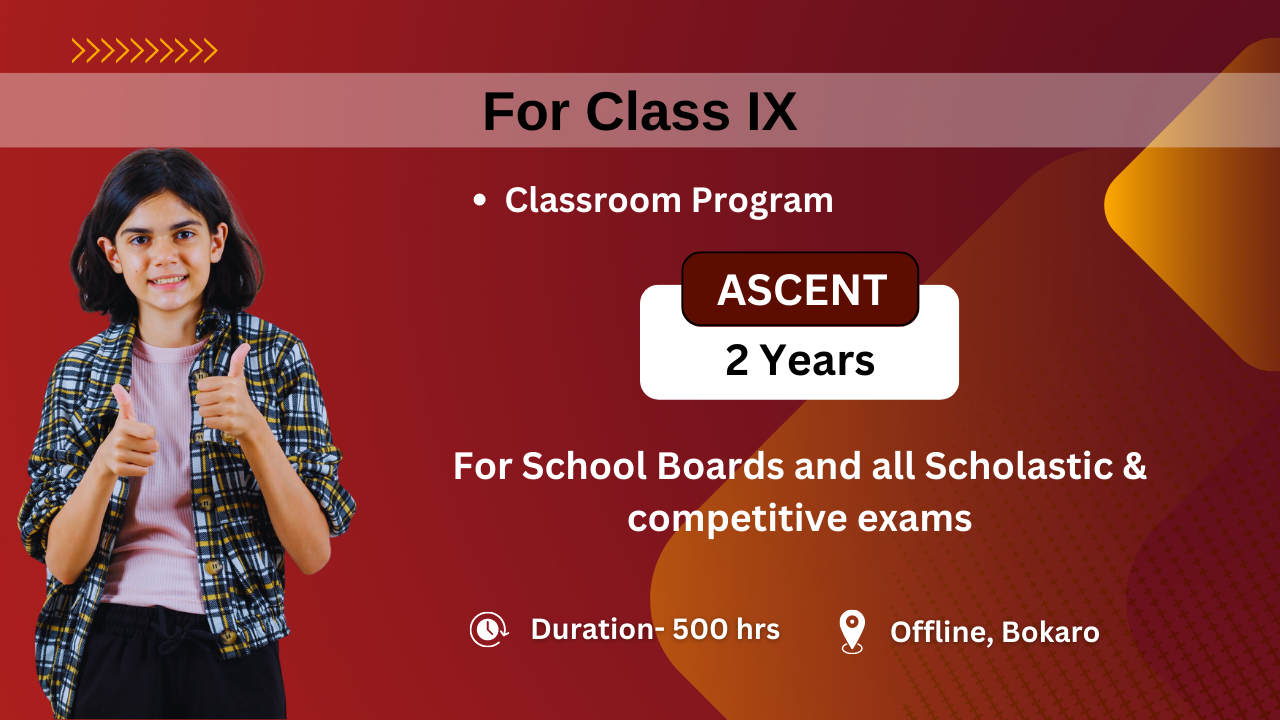 For Class IX
• Classroom Program
ASCENT
2 Years
For School Boards and all Scholastic &
competitive exams
Duration- 500 hrs
Offline, Bokaro